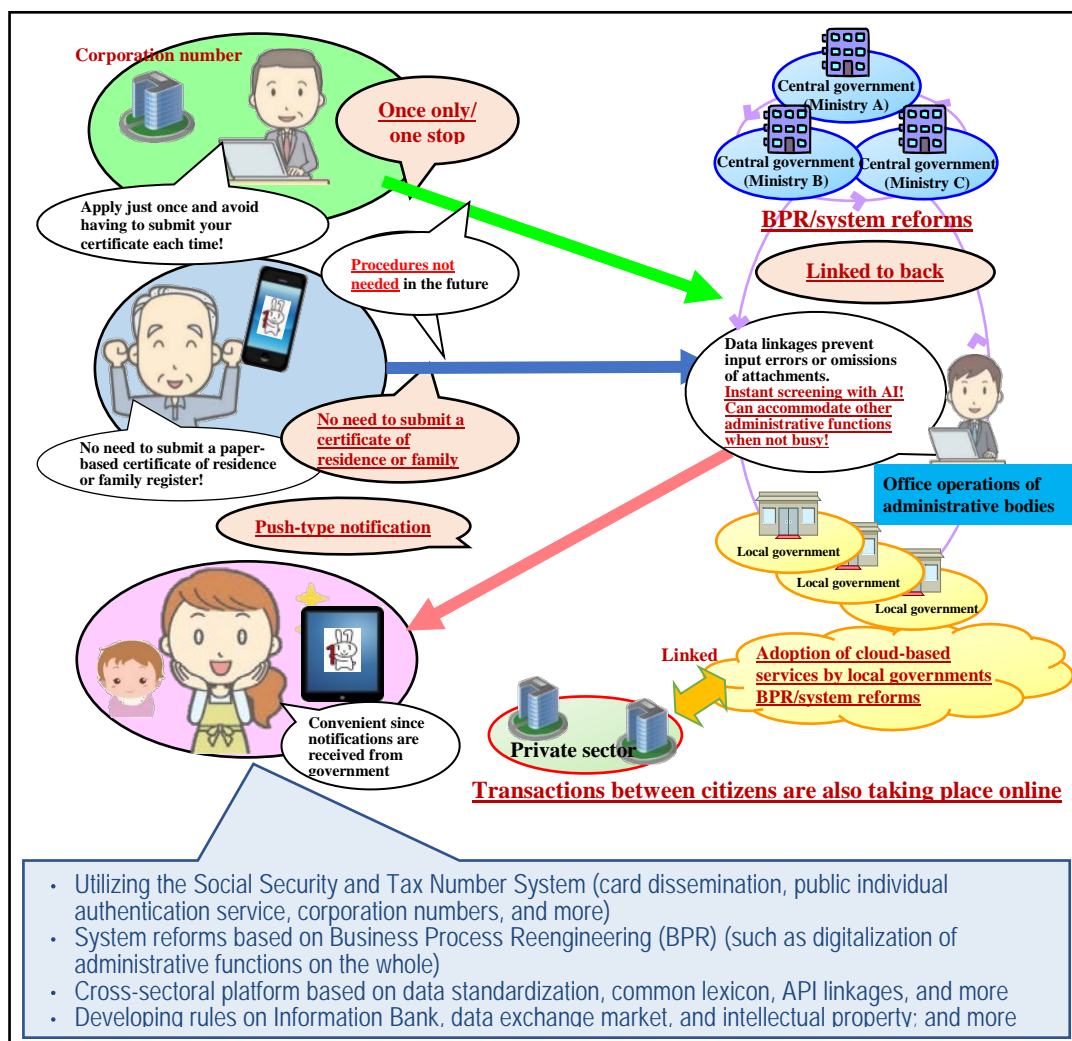 Corporation number
Once only/
one stop
Apply just once and avoid
having to submit your
certificate each time!
Procedures not
needed in the future
No need to submit a paper-
based certificate of residence
or family register!
No need to submit a
certificate of
residence or family
Push-type notification
Convenient since
notifications are
received from
government
Central government
(Ministry A)
Central government
(Ministry B)
Central government
(Ministry C)
BPR/system reforms
Linked to back
Data linkages prevent
input errors or omissions
of attachments.
Instant screening with AI!
Can accommodate other
administrative functions
when not busy!
Office operations of
administrative bodies
Local government
Local government
Local government
Linked
Adoption of cloud-based
services by local governments
BPR/system reforms
Private sector
Transactions between citizens are also taking place online
• Utilizing the Social Security and Tax Number System (card dissemination, public individual
authentication service, corporation numbers, and more)
• System reforms based on Business Process Reengineering (BPR) (such as digitalization of
administrative functions on the whole)
• Cross-sectoral platform based on data standardization, common lexicon, API linkages, and more
• Developing rules on Information Bank, data exchange market, and intellectual property; and more